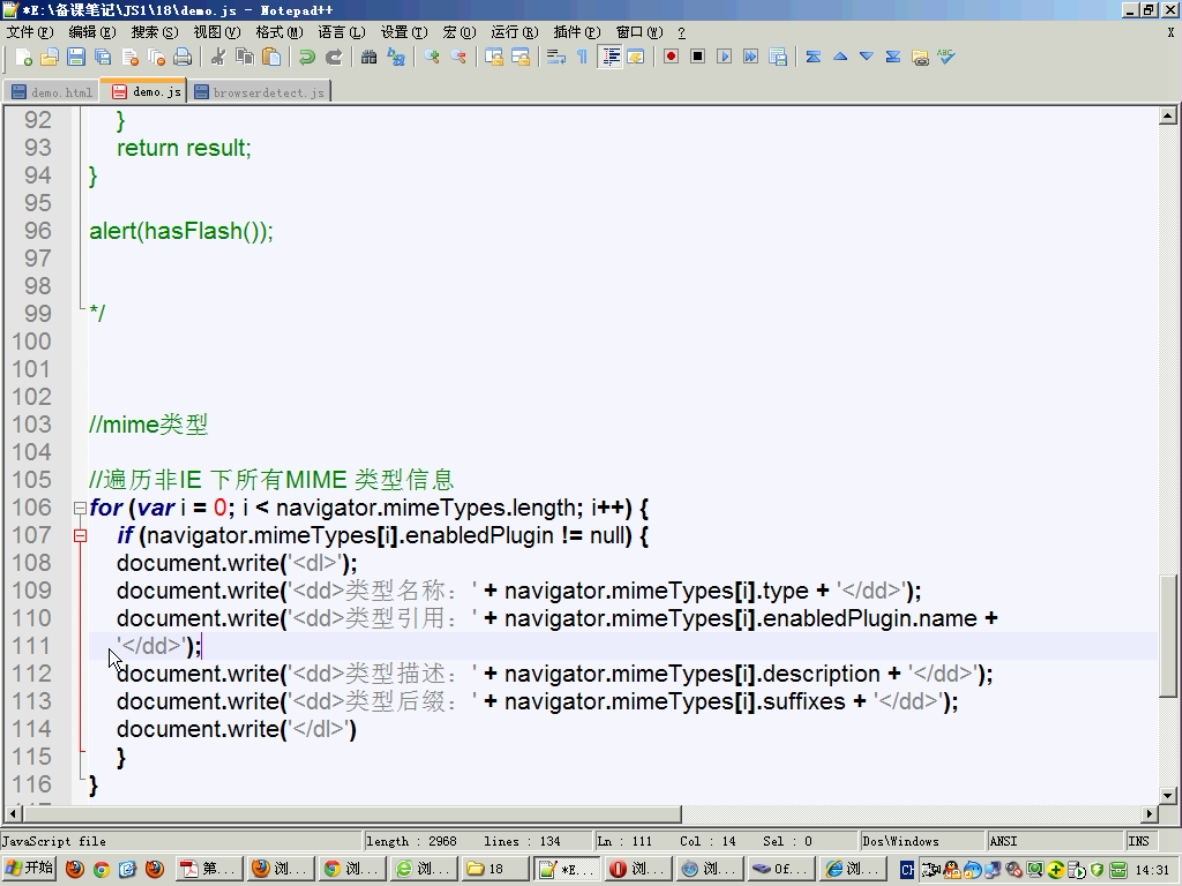 *E:\备课笔记\JS1\18\demo.js - Notepad++
文件(F) 编辑(E) 搜索(S) 视图(V) 格式(M) 语言(L) 设置(T) 宏(O) 运行(R) 插件(P) 窗口(W) ? X
demo.html demo.js browserdetect.js
92 }
93 return result;
94 }
95
96 alert(hasFlash());
97
98
99 */
100
101
102
103 //mime类型
104
105 //遍历非IE 下所有MIME 类型信息
106 for (var i = 0; i < navigator.mimeTypes.length; i++) {
107 if (navigator.mimeTypes[i].enabledPlugin != null) {
108 document.write('<dl>');
109 document.write('<dd>类型名称：' + navigator.mimeTypes[i].type + '</dd>');
110 document.write('<dd>类型引用：' + navigator.mimeTypes[i].enabledPlugin.name +
111 '</dd>');
112 document.write('<dd>类型描述：' + navigator.mimeTypes[i].description + '</dd>');
113 document.write('<dd>类型后缀：' + navigator.mimeTypes[i].suffixes + '</dd>');
114 document.write('</dl>')
115 }
116 }
JavaScript file length : 2968 lines : 134 Ln : 111 Col : 14 Sel : 0 Dos\Windows ANSI INS
开始 第... 浏... 浏... 浏... 18 *E... 浏... 浏... Of... 浏... CH 14:31